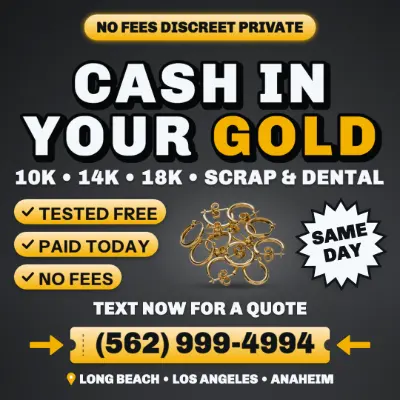 NO FEES DISCREET PRIVATE
CASH IN
YOUR GOLD
10K • 14K • 18K • SCRAP & DENTAL
TESTED FREE
PAID TODAY
NO FEES
SAME
DAY
TEXT NOW FOR A QUOTE
(562) 999-4994
LONG BEACH • LOS ANGELES • ANAHEIM